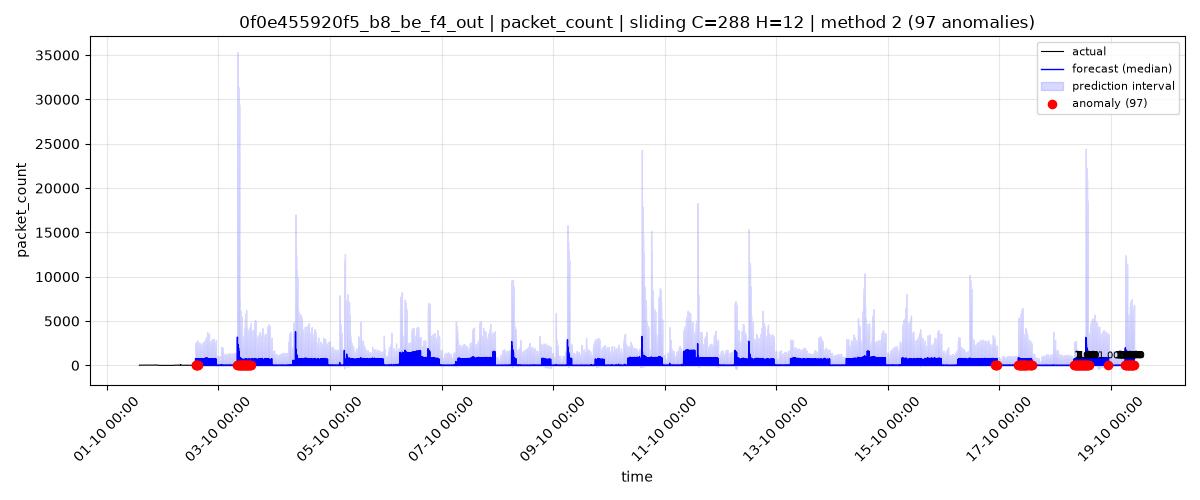 0f0e455920f5_b8_be_f4_out | packet_count | sliding C=288 H=12 | method 2 (97 anomalies)
actual
forecast (median)
prediction interval
anomaly (97)
packet_count
35000
30000
25000
20000
15000
10000
5000
0
01-10 00:00
03-10 00:00
05-10 00:00
07-10 00:00
09-10 00:00
11-10 00:00
13-10 00:00
15-10 00:00
17-10 00:00
19-10 00:00
time